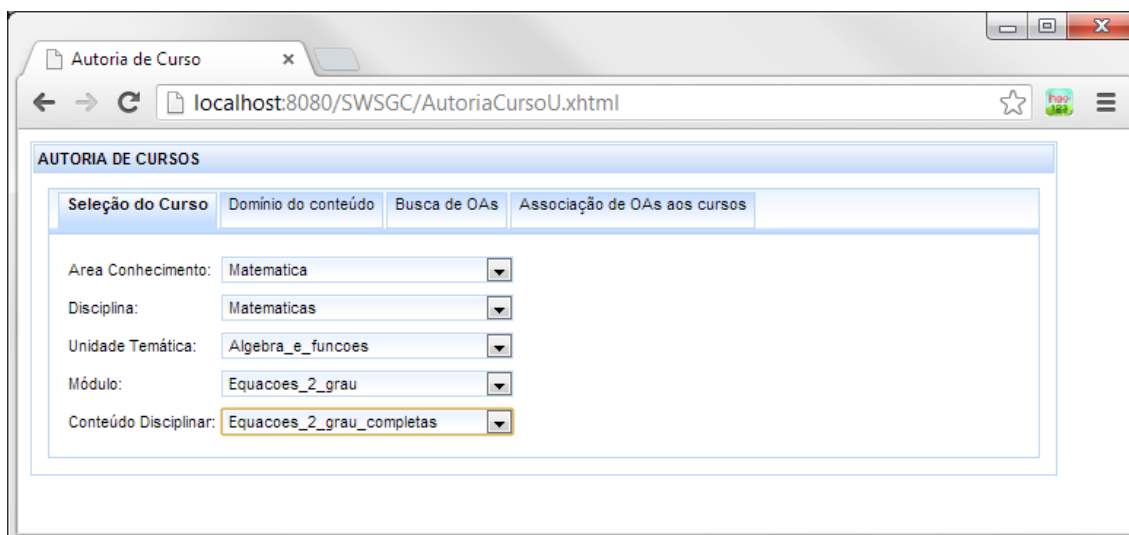 Autoria de Curso
localhost:8080/SWSGC/AutoriaCursoU.xhtml
hao
123
AUTORIA DE CURSOS
Seleção do Curso Domínio do conteúdo Busca de OAs Associação de OAs aos cursos
Area Conhecimento: Matematica
Disciplina: Matematicas
Unidade Temática: Algebra_e_funcoes
Módulo: Equacoes_2_grau
Conteúdo Disciplinar: Equacoes_2_grau_completas